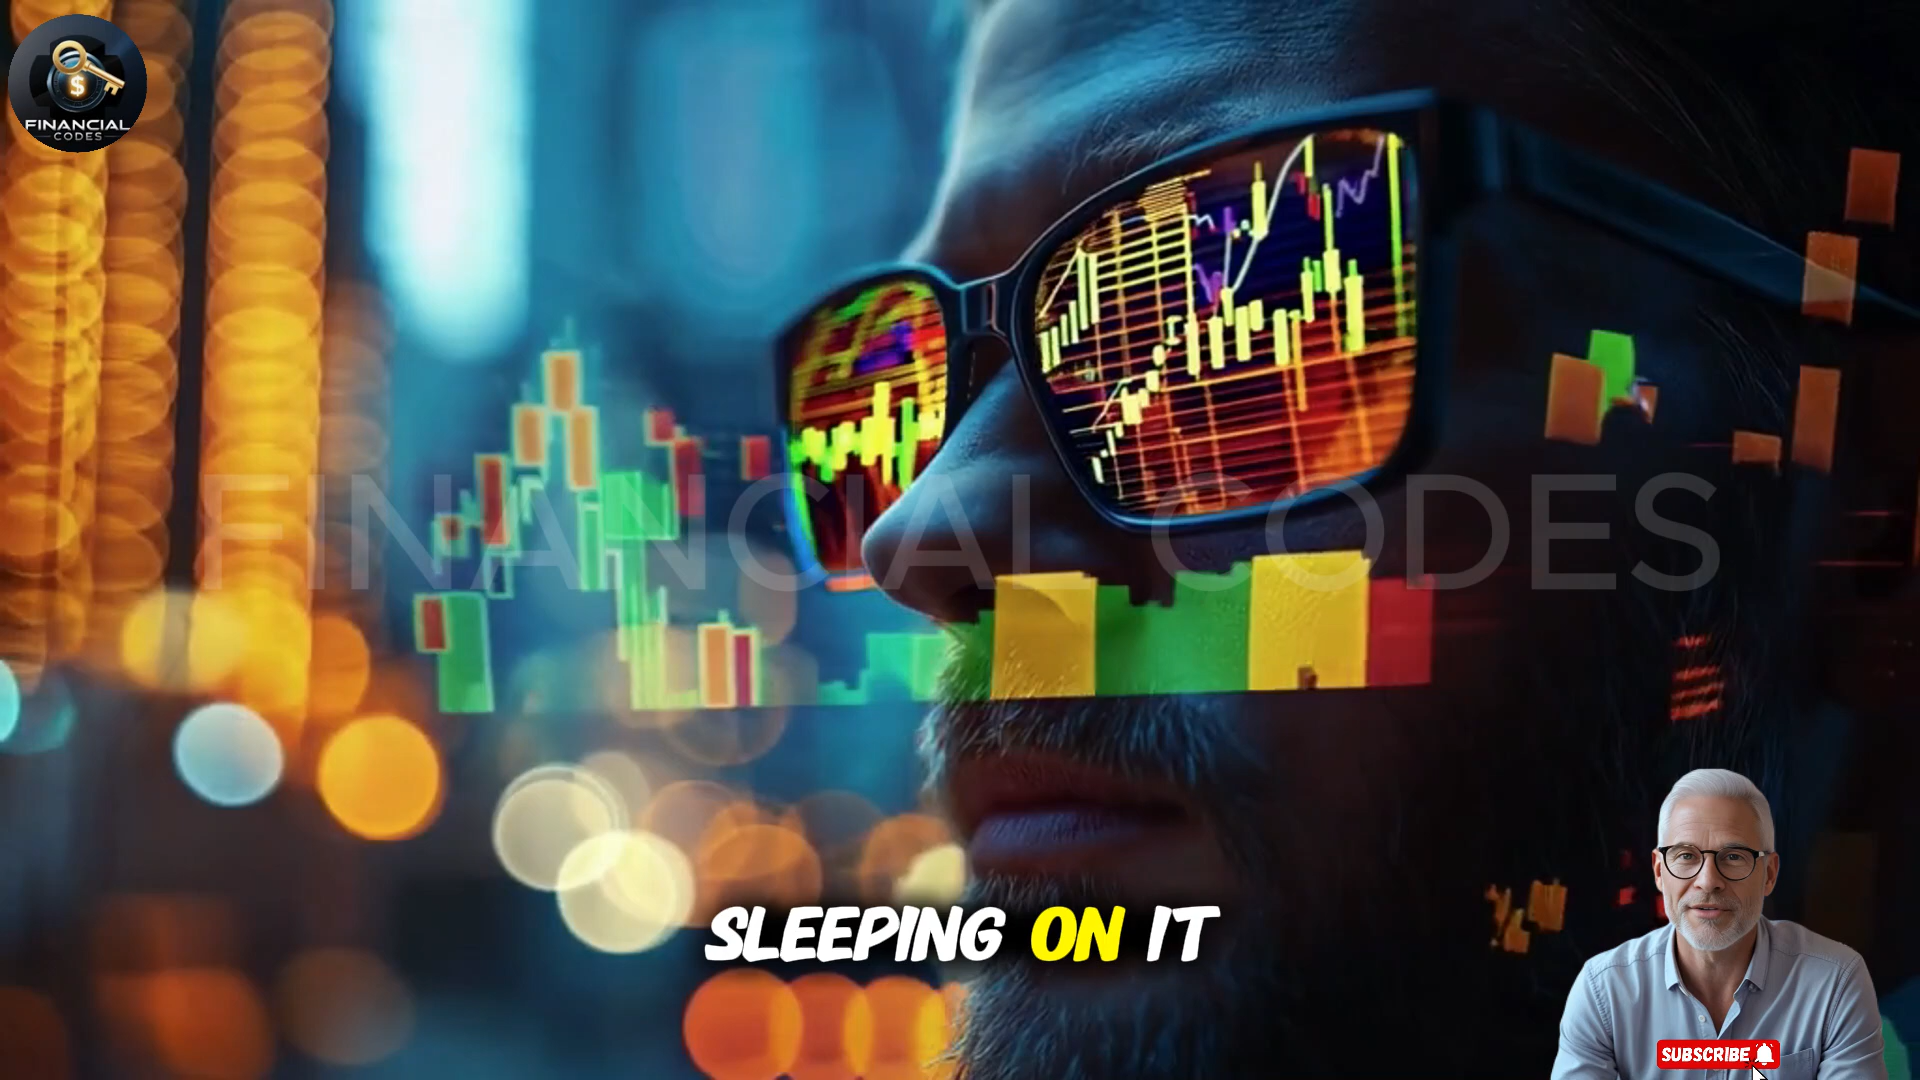 FINANCIAL
CODES
$
FINANCIAL CODES
SLEEPING ON IT
SUBSCRIBE